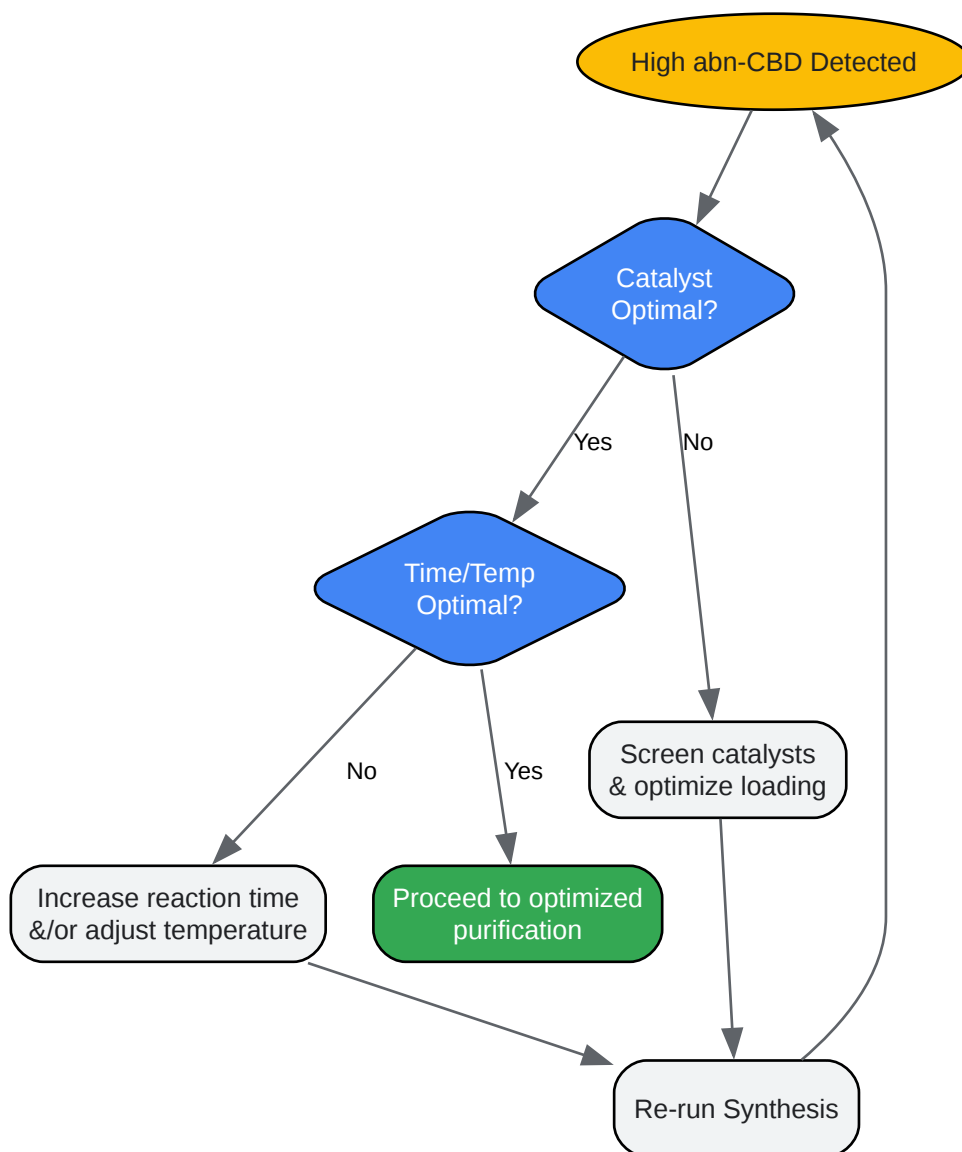 High abn-CBD Detected
Catalyst
Optimal?
Yes
No
Time/Temp
Optimal?
No
Yes
Screen catalysts
& optimize loading
Increase reaction time
&/or adjust temperature
Proceed to optimized
purification
Re-run Synthesis